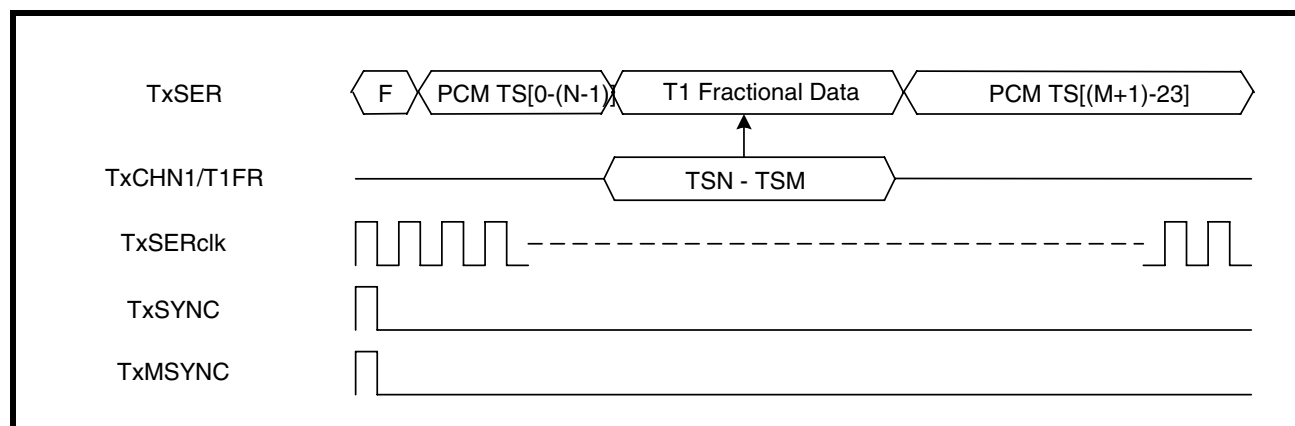 TxSER F PCM TS[0-(N-1)] T1 Fractional Data PCM TS[(M+1)-23]
TxCHN1/T1FR TSN - TSM
TxSERclk
TxSYNC
TxMSYNC